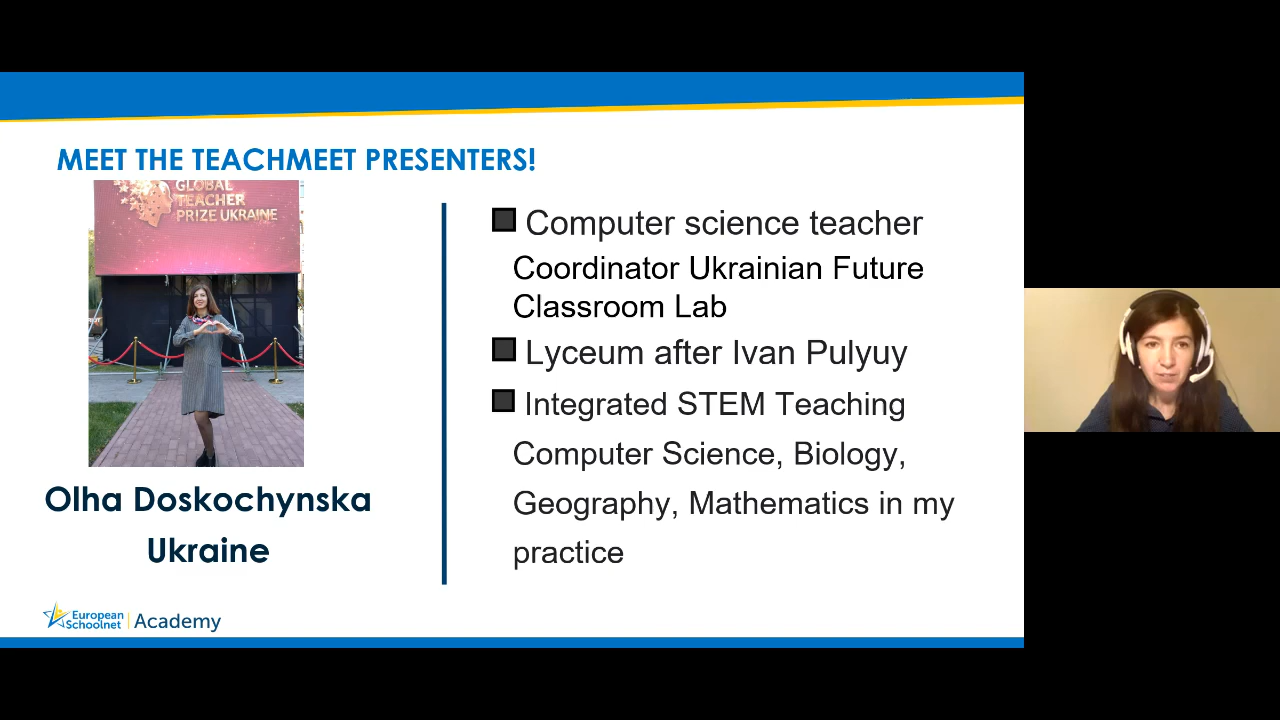 MEET THE TEACHMEET PRESENTERS!
GLOBAL
TEACHER
PRIZE UKRAINE
Olha Doskochynska
Ukraine
Computer science teacher
Coordinator Ukrainian Future
Classroom Lab
Lyceum after Ivan Pulyuy
Integrated STEM Teaching
Computer Science, Biology,
Geography, Mathematics in my
practice
European
Schoolnet
Academy